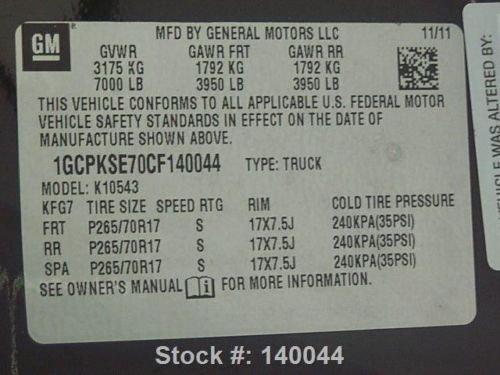 GM
MFD BY GENERAL MOTORS LLC 11/11
GVWR GAWR FRT GAWR RR
3175 KG 1792 KG 1792 KG
7000 LB 3950 LB 3950 LB
THIS VEHICLE CONFORMS TO ALL APPLICABLE U.S. FEDERAL MOTOR
VEHICLE SAFETY STANDARDS IN EFFECT ON THE DATE OF
MANUFACTURE SHOWN ABOVE.
1GCPKSE70CF140044 TYPE: TRUCK
MODEL: K10543
KFG7 TIRE SIZE SPEED RTG RIM COLD TIRE PRESSURE
FRT P265/70R17 S 17X7.5J 240KPA(35PSI)
RR P265/70R17 S 17X7.5J 240KPA(35PSI)
SPA P265/70R17 S 17X7.5J 240KPA(35PSI)
SEE OWNER'S MANUAL i FOR MORE INFORMATION.
VEHICLE WAS ALTERED BY:
Stock #: 140044